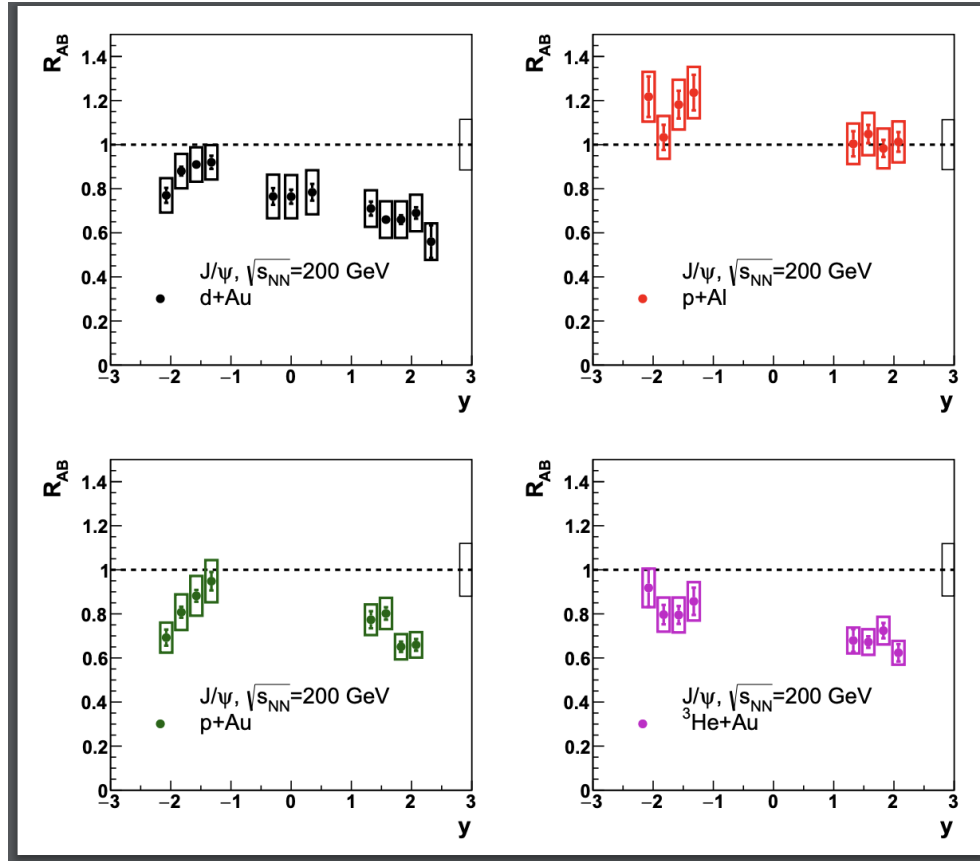 R_AB
1.4
1.2
1
0.8
0.6
0.4
0.2
0
J/ψ, √s_NN=200 GeV
d+Au
−3 −2 −1 0 1 2 3
y
R_AB
1.4
1.2
1
0.8
0.6
0.4
0.2
0
J/ψ, √s_NN=200 GeV
p+Al
−3 −2 −1 0 1 2 3
y
R_AB
1.4
1.2
1
0.8
0.6
0.4
0.2
0
J/ψ, √s_NN=200 GeV
p+Au
−3 −2 −1 0 1 2 3
y
R_AB
1.4
1.2
1
0.8
0.6
0.4
0.2
0
J/ψ, √s_NN=200 GeV
³He+Au
−3 −2 −1 0 1 2 3
y